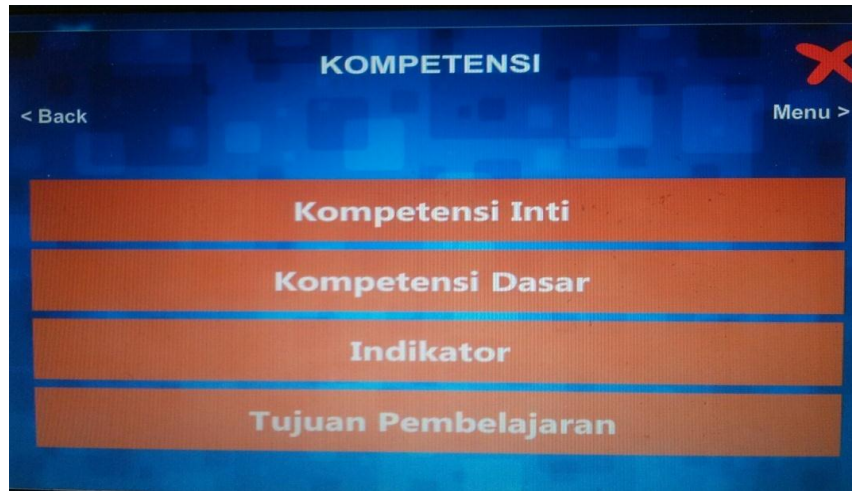 KOMPETENSI
< Back
Menu >
Kompetensi Inti
Kompetensi Dasar
Indikator
Tujuan Pembelajaran